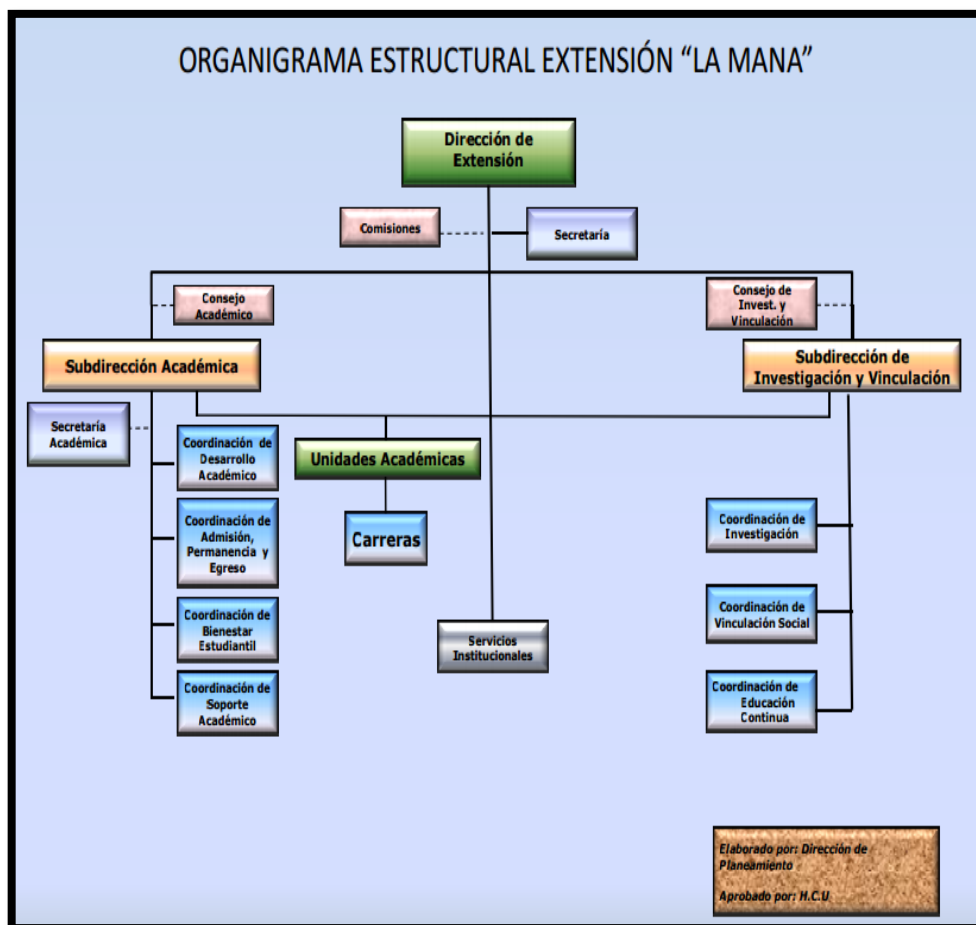 ORGANIGRAMA ESTRUCTURAL EXTENSIÓN “LA MANA”
Dirección de
Extensión
Comisiones
Secretaría
Consejo
Académico
Consejo de
Invest. y
Vinculación
Subdirección Académica
Subdirección de
Investigación y Vinculación
Secretaría
Académica
Coordinación de
Desarrollo
Académico
Unidades Académicas
Coordinación de
Admisión,
Permanencia y
Egreso
Carreras
Coordinación de
Investigación
Coordinación de
Bienestar
Estudiantil
Servicios
Institucionales
Coordinación de
Vinculación Social
Coordinación de
Soporte
Académico
Coordinación de
Educación
Continua
Elaborado por: Dirección de
Planeamiento
Aprobado por: H.C.U